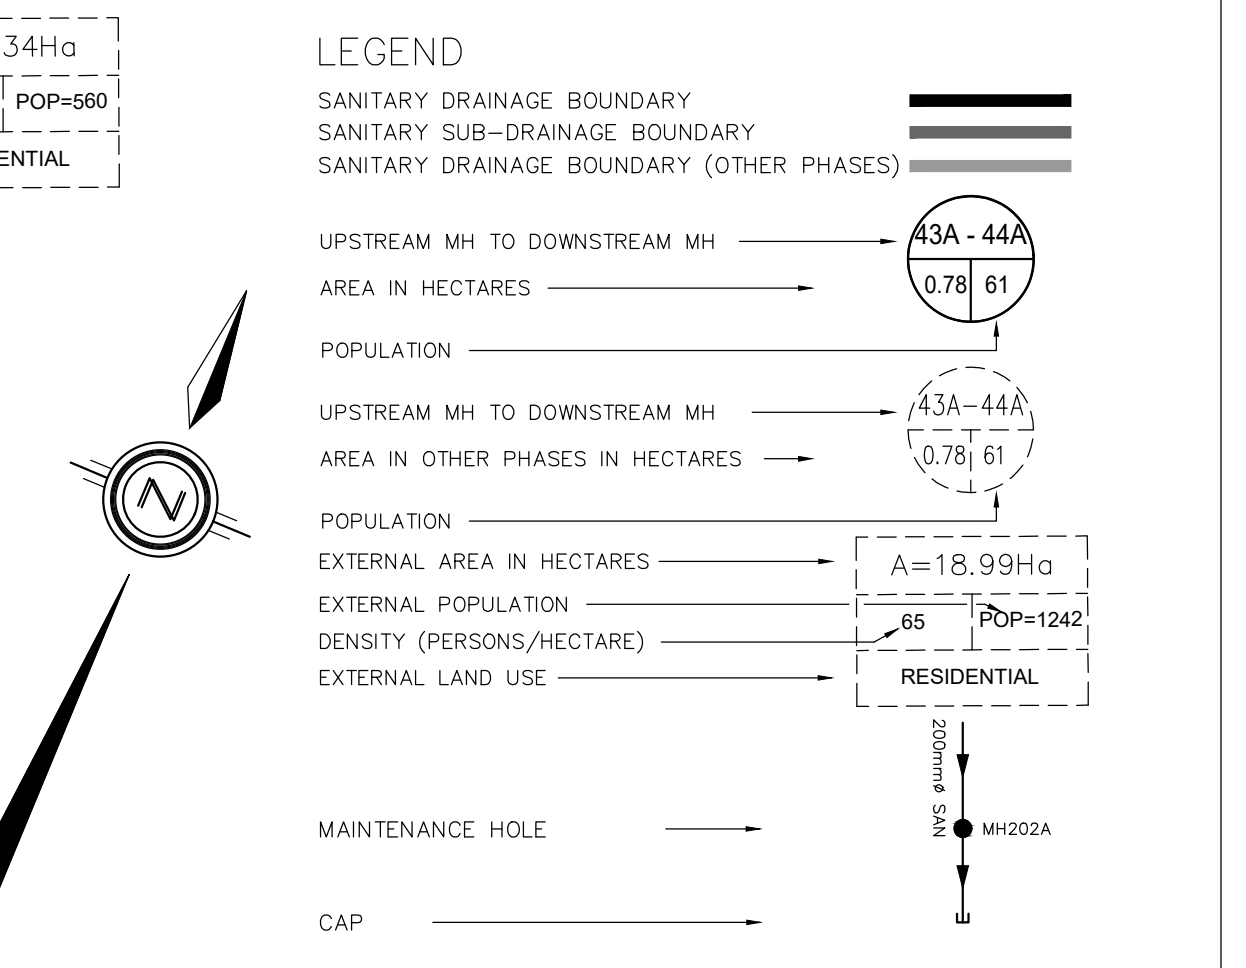 34Ha
POP=560
ENTIAL
LEGEND
SANITARY DRAINAGE BOUNDARY
SANITARY SUB-DRAINAGE BOUNDARY
SANITARY DRAINAGE BOUNDARY (OTHER PHASES)
UPSTREAM MH TO DOWNSTREAM MH
43A - 44A
AREA IN HECTARES
0.78 61
POPULATION
UPSTREAM MH TO DOWNSTREAM MH
43A-44A
AREA IN OTHER PHASES IN HECTARES
0.78 61
POPULATION
EXTERNAL AREA IN HECTARES
A=18.99Ha
EXTERNAL POPULATION
POP=1242
65
DENSITY (PERSONS/HECTARE)
EXTERNAL LAND USE
RESIDENTIAL
200mmø SAN
MAINTENANCE HOLE
MH202A
CAP
N